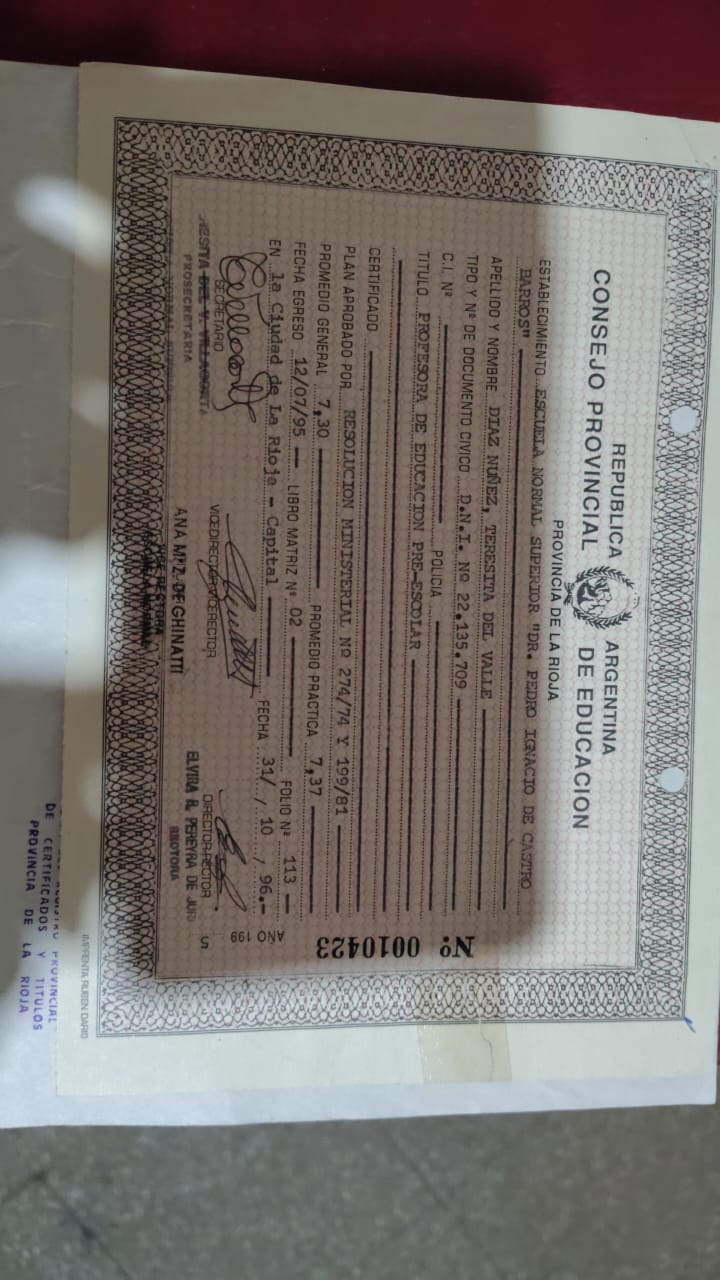 REPUBLICA ARGENTINA
CONSEJO PROVINCIAL DE EDUCACION
PROVINCIA DE LA RIOJA
ESTABLECIMIENTO ESCUELA NORMAL SUPERIOR "DR. PEDRO IGNACIO DE CASTRO
BARROS"
APELLIDO Y NOMBRE DIAZ NUÑEZ, TERESITA DEL VALLE
TIPO Y Nº DE DOCUMENTO CIVICO D.N.I. Nº 22.135.709
C.I. Nº POLICIA
TITULO PROFESORA DE EDUCACION PRE-ESCOLAR
CERTIFICADO
PLAN APROBADO POR RESOLUCION MINISTERIAL Nº 274/74 Y 199/81
PROMEDIO GENERAL 7,30 PROMEDIO PRACTICA 7,37
FECHA EGRESO 12/07/95 LIBRO MATRIZ Nº 02 FOLIO Nº 113
EN la Ciudad de La Rioja - Capital FECHA 31/ / 10 / 96.-
SECRETARIO VICEDIRECTOR-VICERECTOR DIRECTOR-RECTOR
PROSECRETARIA
ANA MEZ. DE GHINATTI
ELVIRA R. PEREYRA DE
RECTORA
Nº 0010423
AÑO 199 5
IMPRENTA RUBEN DARIO
PROVINCIAL
DE CERTIFICADOS Y TITULOS
PROVINCIA DE LA RIOJA